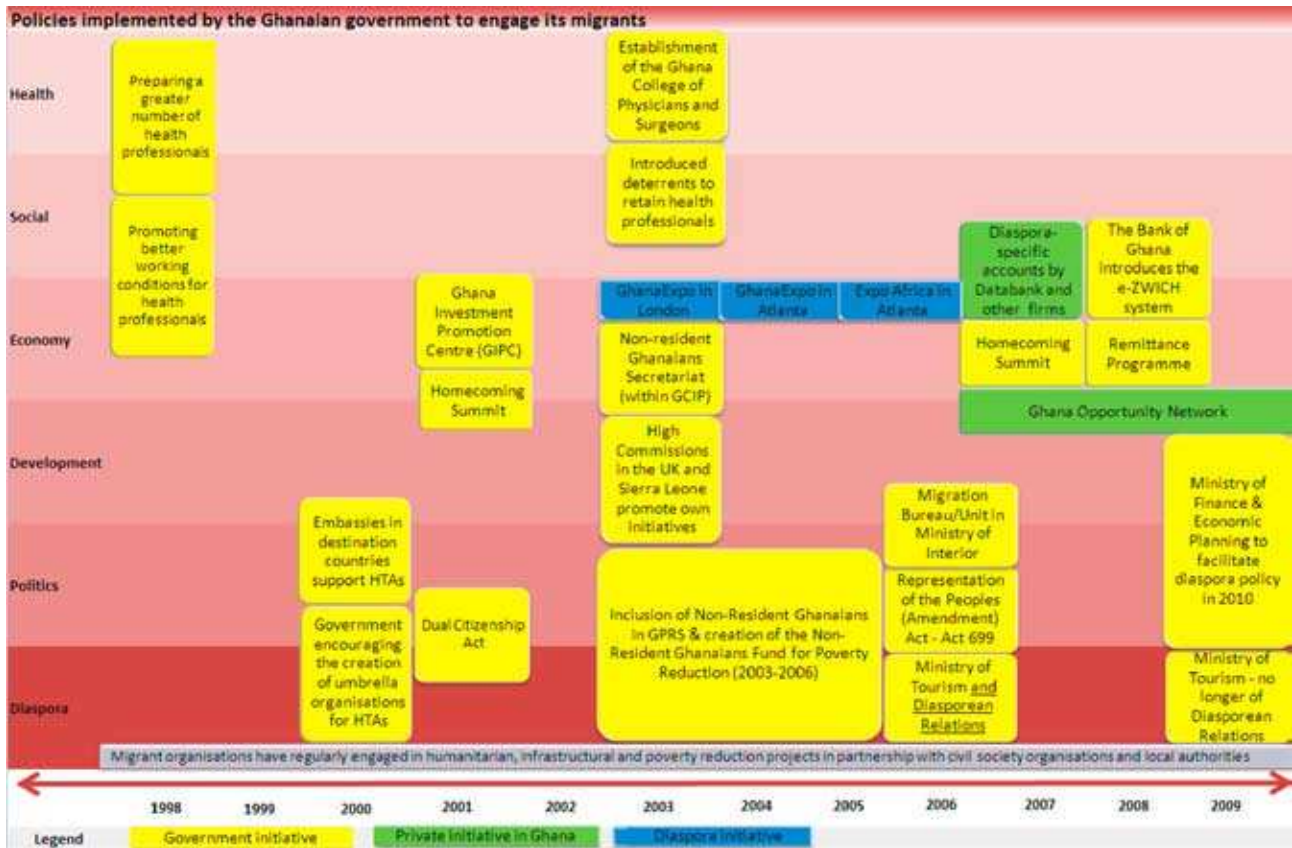 Policies implemented by the Ghanaian government to engage its migrants
Health
Preparing a
greater
number of
health
professionals
Establishment
of the Ghana
College of
Physicians and
Surgeons
Social
Promoting
better
working
conditions for
health
professionals
Introduced
deterrents to
retain health
professionals
Diaspora-
specific
accounts by
Databank and
other firms
The Bank of
Ghana
Introduces the
e-ZWICH
system
Economy
Ghana
Investment
Promotion
Centre (GIPC)
Homecoming
Summit
GhanaExpo in
London
GhanaExpo in
Atlanta
Expo Africa in
Atlanta
Non-resident
Ghanaians
Secretariat
(within GCIP)
Homecoming
Summit
Remittance
Programme
Ghana Opportunity Network
Development
High
Commissions
in the UK and
Sierra Leone
promote own
initiatives
Embassies in
destination
countries
support HTAs
Migration
Bureau/Unit in
Ministry of
Interior
Ministry of
Finance &
Economic
Planning to
facilitate
diaspora policy
in 2010
Politics
Government
encouraging
the creation
of umbrella
organisations
for HTAs
Dual Citizenship
Act
Inclusion of Non-Resident Ghanaians
in GPRS & creation of the Non-
Resident Ghanaians Fund for Poverty
Reduction (2003-2006)
Representation
of the Peoples
(Amendment)
Act - Act 699
Diaspora
Ministry of
Tourism and
Diasporean
Relations
Ministry of
Tourism - no
longer of
Diasporean
Relations
Migrant organisations have regularly engaged in humanitarian, infrastructural and poverty reduction projects in partnership with civil society organisations and local authorities
1998 1999 2000 2001 2002 2003 2004 2005 2006 2007 2008 2009
Legend Government initiative Private initiative in Ghana Diaspora initiative